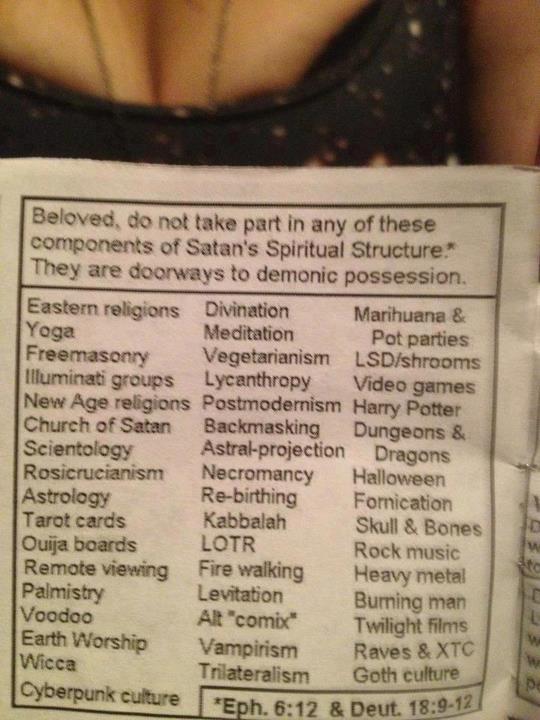 Beloved, do not take part in any of these
components of Satan's Spiritual Structure.*
They are doorways to demonic possession.
Eastern religions
Yoga
Freemasonry
Illuminati groups
New Age religions
Church of Satan
Scientology
Rosicrucianism
Astrology
Tarot cards
Ouija boards
Remote viewing
Palmistry
Voodoo
Earth Worship
Wicca
Cyberpunk culture
Divination
Meditation
Vegetarianism
Lycanthropy
Postmodernism
Backmasking
Astral-projection
Necromancy
Re-birthing
Kabbalah
LOTR
Fire walking
Levitation
Alt "comix"
Vampirism
Trilateralism
Marihuana &
Pot parties
LSD/shrooms
Video games
Harry Potter
Dungeons &
Dragons
Halloween
Fornication
Skull & Bones
Rock music
Heavy metal
Burning man
Twilight films
Raves & XTC
Goth culture
*Eph. 6:12 & Deut. 18:9-12